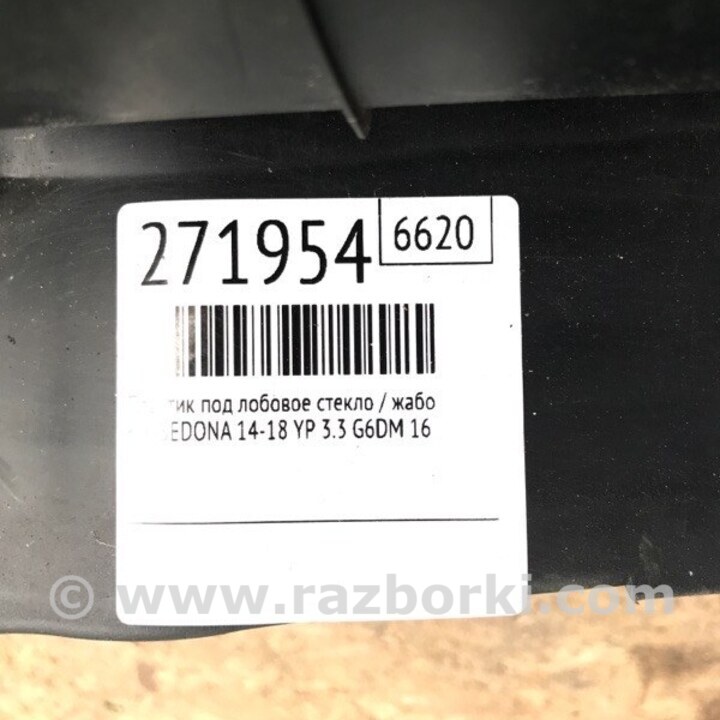 271954 6620
тик под лобовое стекло / жабо
EDONA 14-18 YP 3.3 G6DM 16
© www.razborki.com